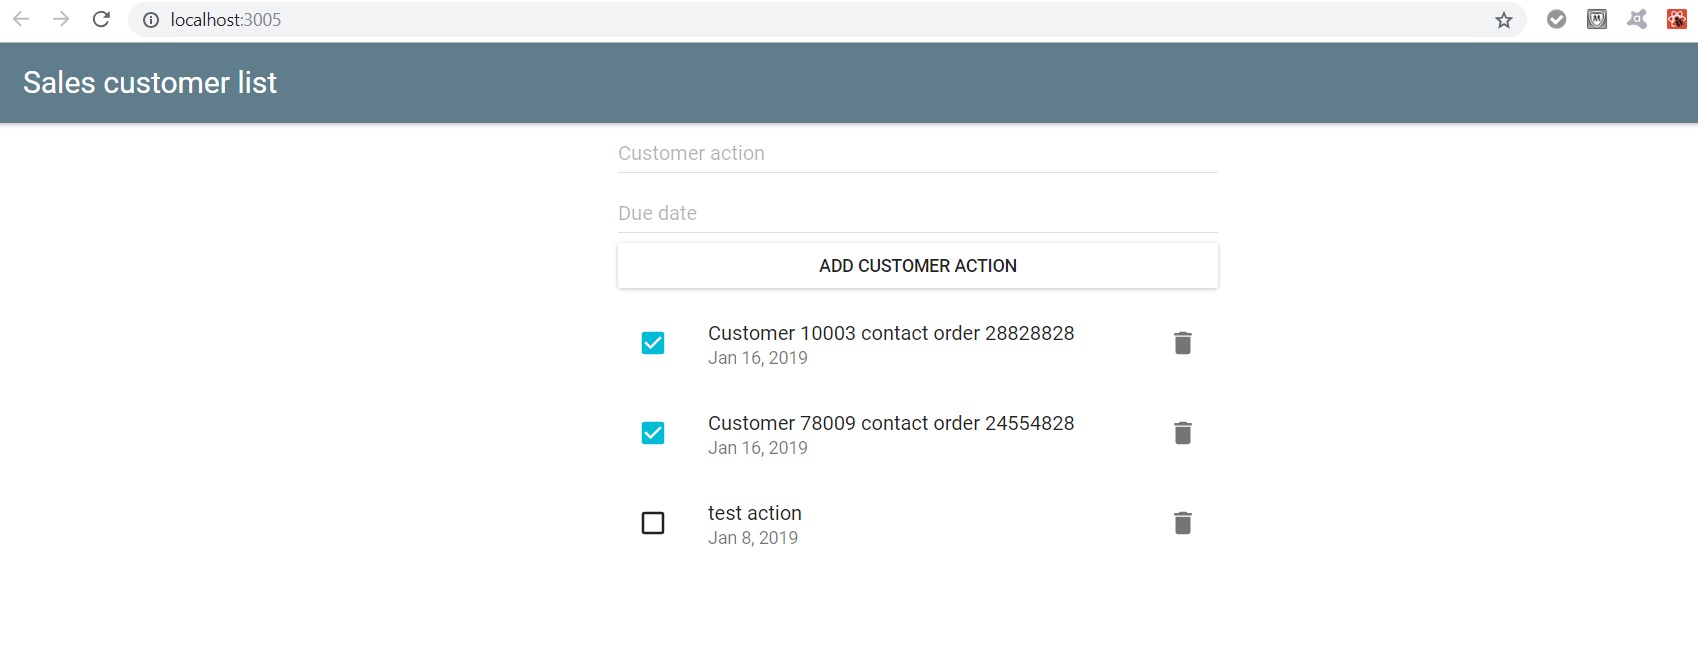 localhost:3005
Sales customer list
Customer action
Due date
ADD CUSTOMER ACTION
Customer 10003 contact order 28828828
Jan 16, 2019
Customer 78009 contact order 24554828
Jan 16, 2019
test action
Jan 8, 2019